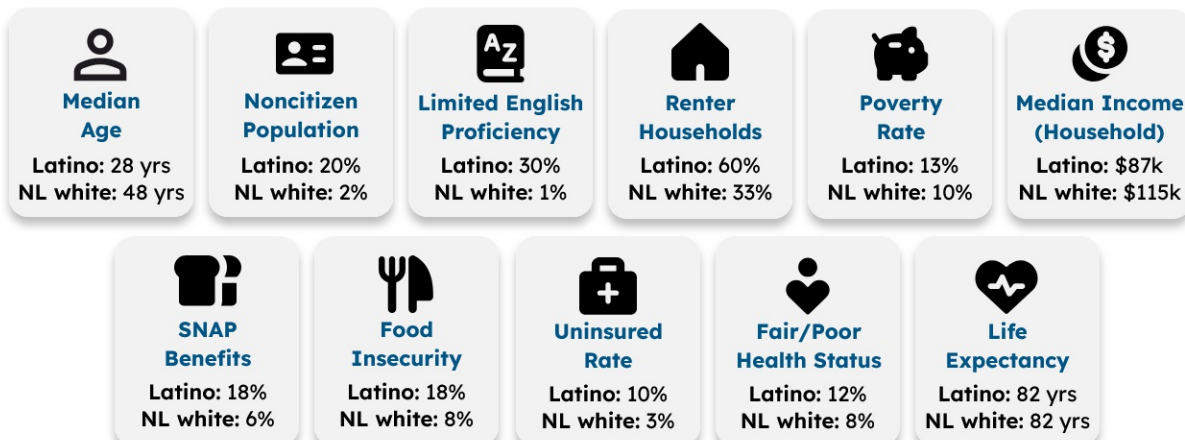 AZ
Median
Age
Latino: 28 yrs
NL white: 48 yrs
Noncitizen
Population
Latino: 20%
NL white: 2%
Limited English
Proficiency
Latino: 30%
NL white: 1%
Renter
Households
Latino: 60%
NL white: 33%
Poverty
Rate
Latino: 13%
NL white: 10%
$
Median Income
(Household)
Latino: $87k
NL white: $115k
SNAP
Benefits
Latino: 18%
NL white: 6%
Food
Insecurity
Latino: 18%
NL white: 8%
Uninsured
Rate
Latino: 10%
NL white: 3%
Fair/Poor
Health Status
Latino: 12%
NL white: 8%
Life
Expectancy
Latino: 82 yrs
NL white: 82 yrs